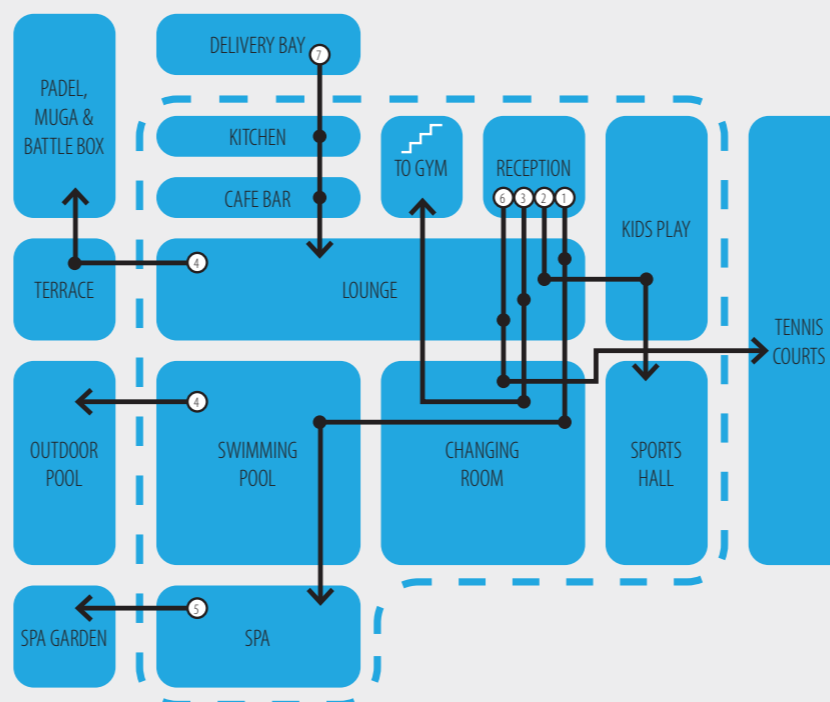 DELIVERY BAY
7
PADEL,
MUGA &
BATTLE BOX
KITCHEN
TO GYM
RECEPTION
CAFE BAR
6
3
2
1
KIDS PLAY
4
TERRACE
LOUNGE
TENNIS
COURTS
4
OUTDOOR
POOL
SWIMMING
POOL
CHANGING
ROOM
SPORTS
HALL
5
SPA GARDEN
SPA